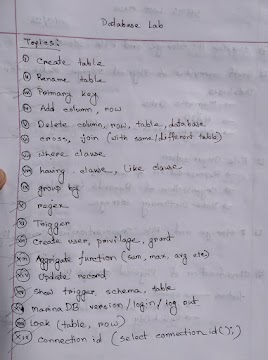 Database Lab
Topics:
(i) Create table
(ii) Rename table
(iii) Primary key
(iv) Add column, row
(v) Delete column, row, table, database
(vi) cross, join (with same/different table)
(vii) where clause
(viii) having clause, Like clause
(ix) group by
(x) regex
(xi) Trigger
(xii) Create user, privilage, grant
(xiii) Aggrigate function (sum, max, avg etc)
(xiv) Update record
(xv) Show trigger, schema, table
(xvi) maria DB version/login/log out
(xvii) Lock (table, row)
(xviii) connection id (select connection id();)